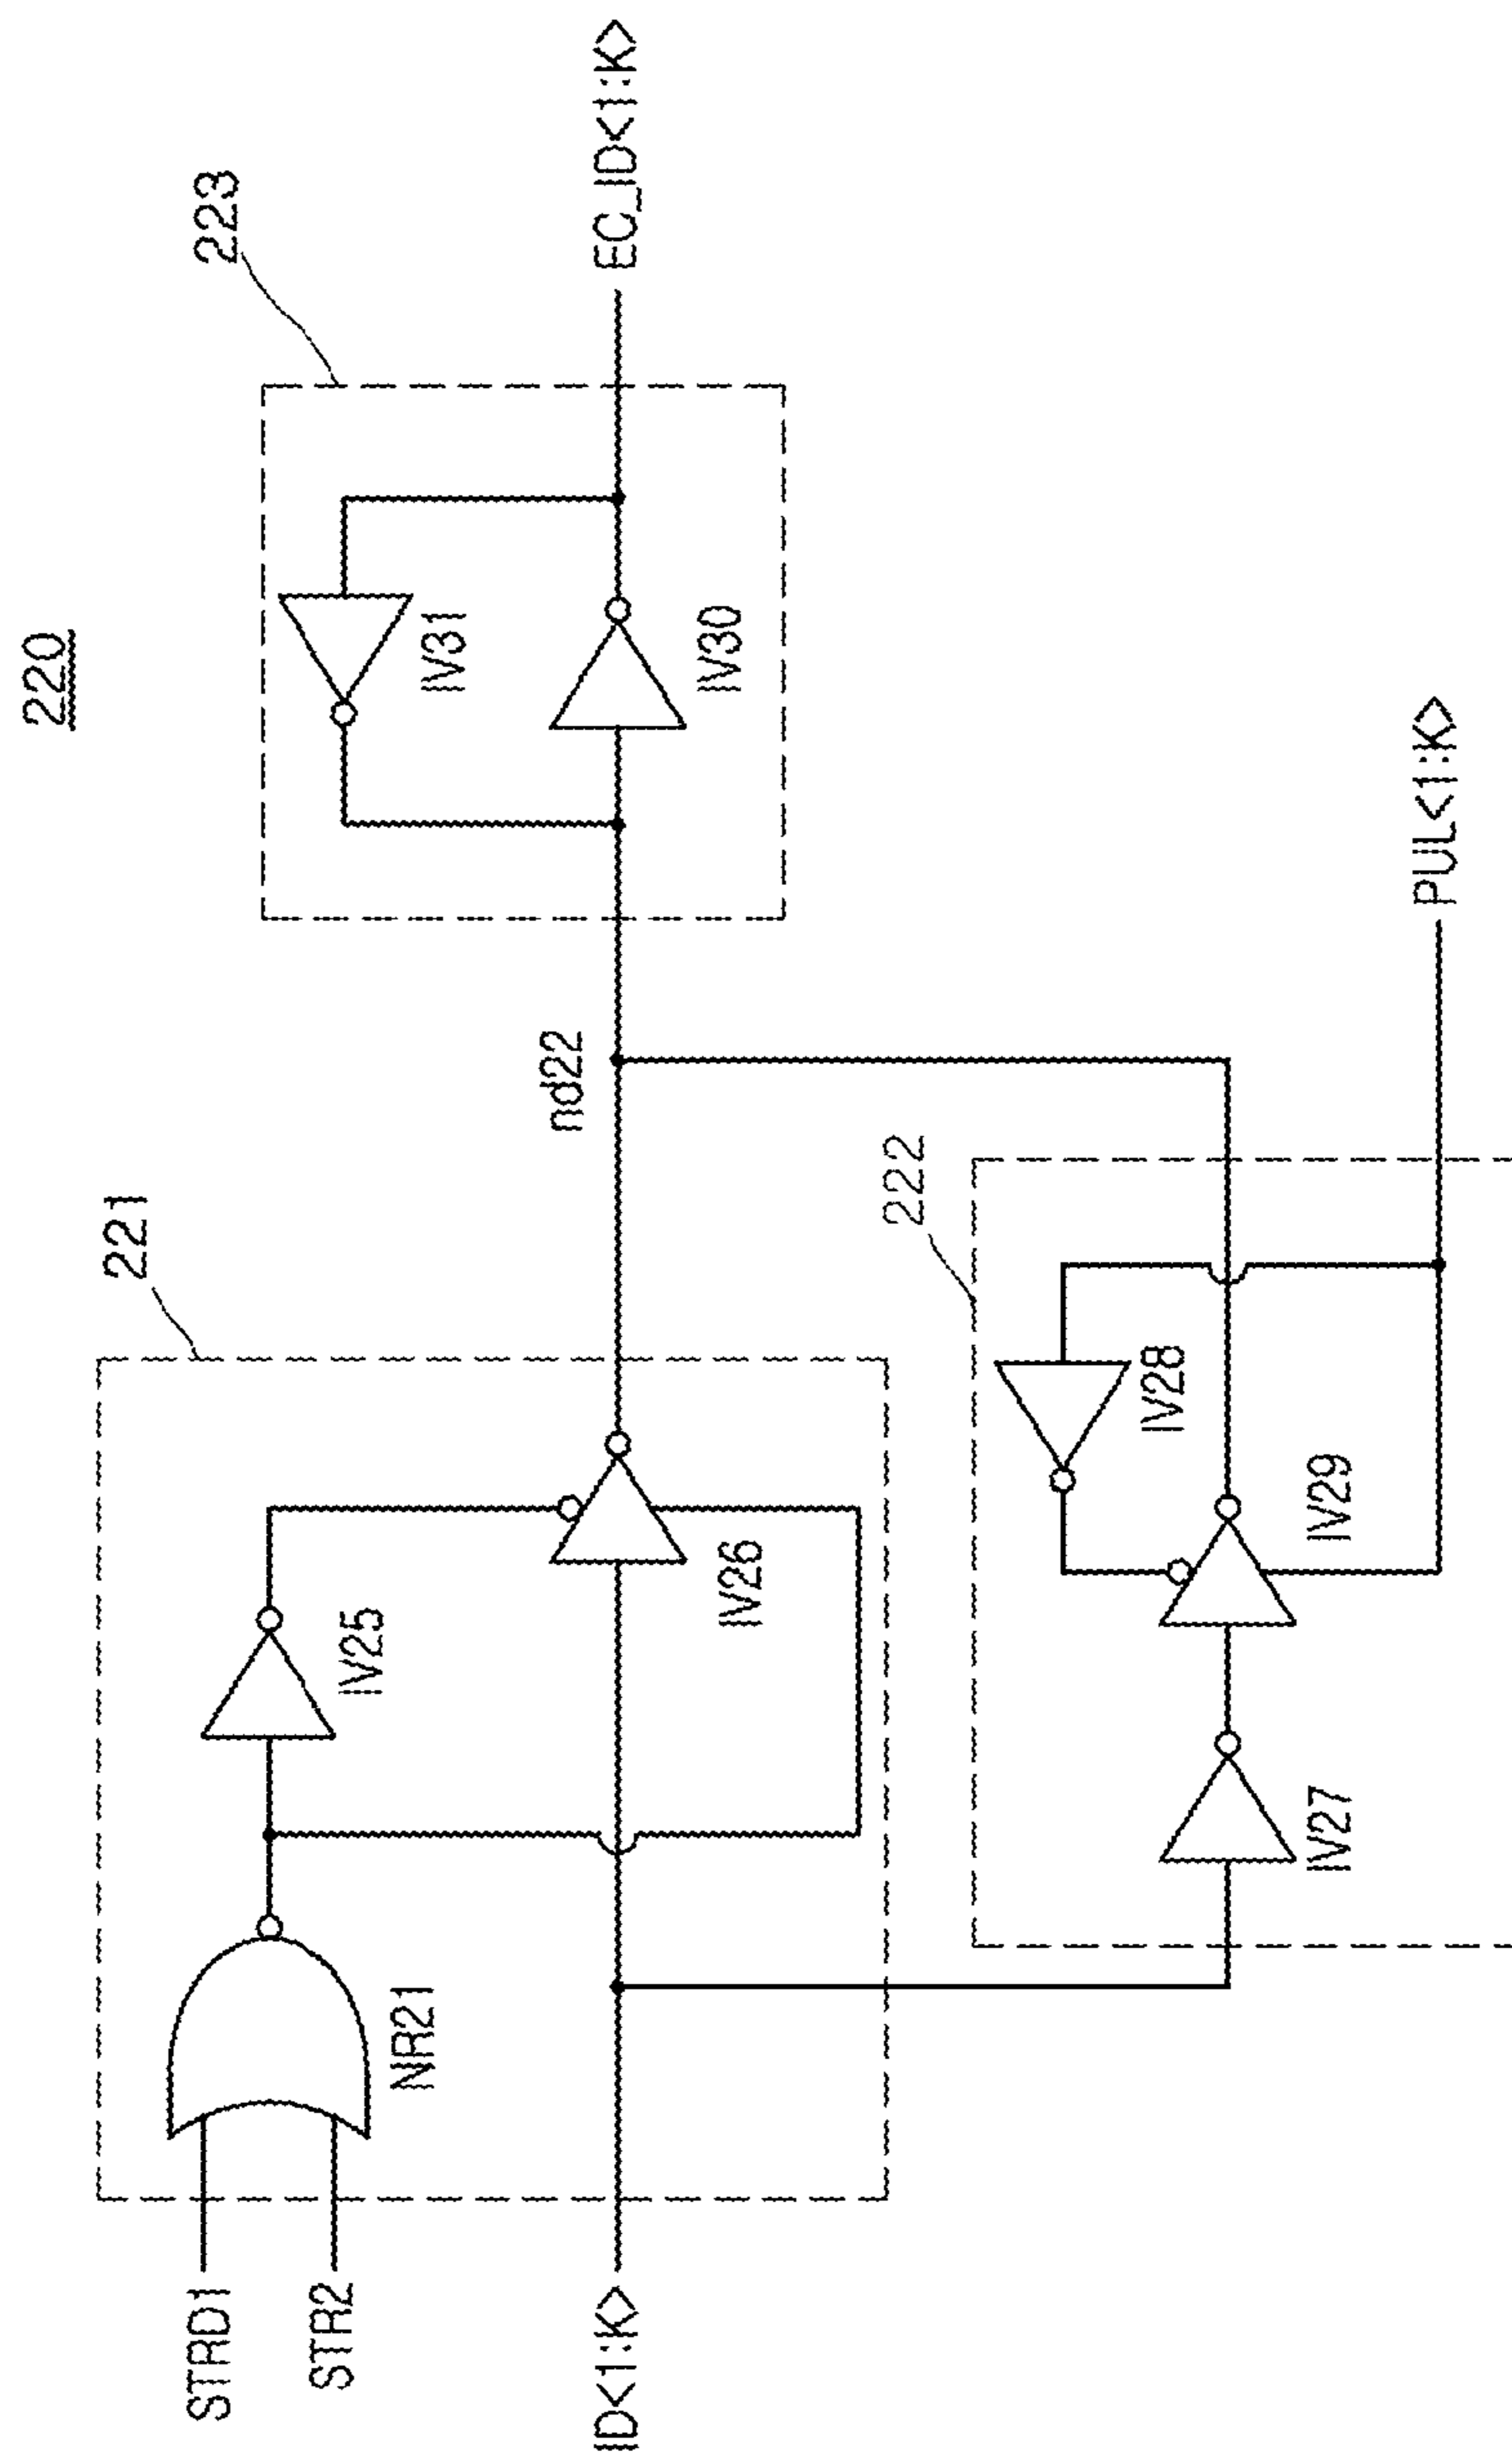 220
221
223
STRD1
NR21
IV25
IV31
STR2
nd22
ID<1:K>
EC_ID<1:K>
IV26
IV30
222
IV28
IV27
IV29
PUL<1:K>